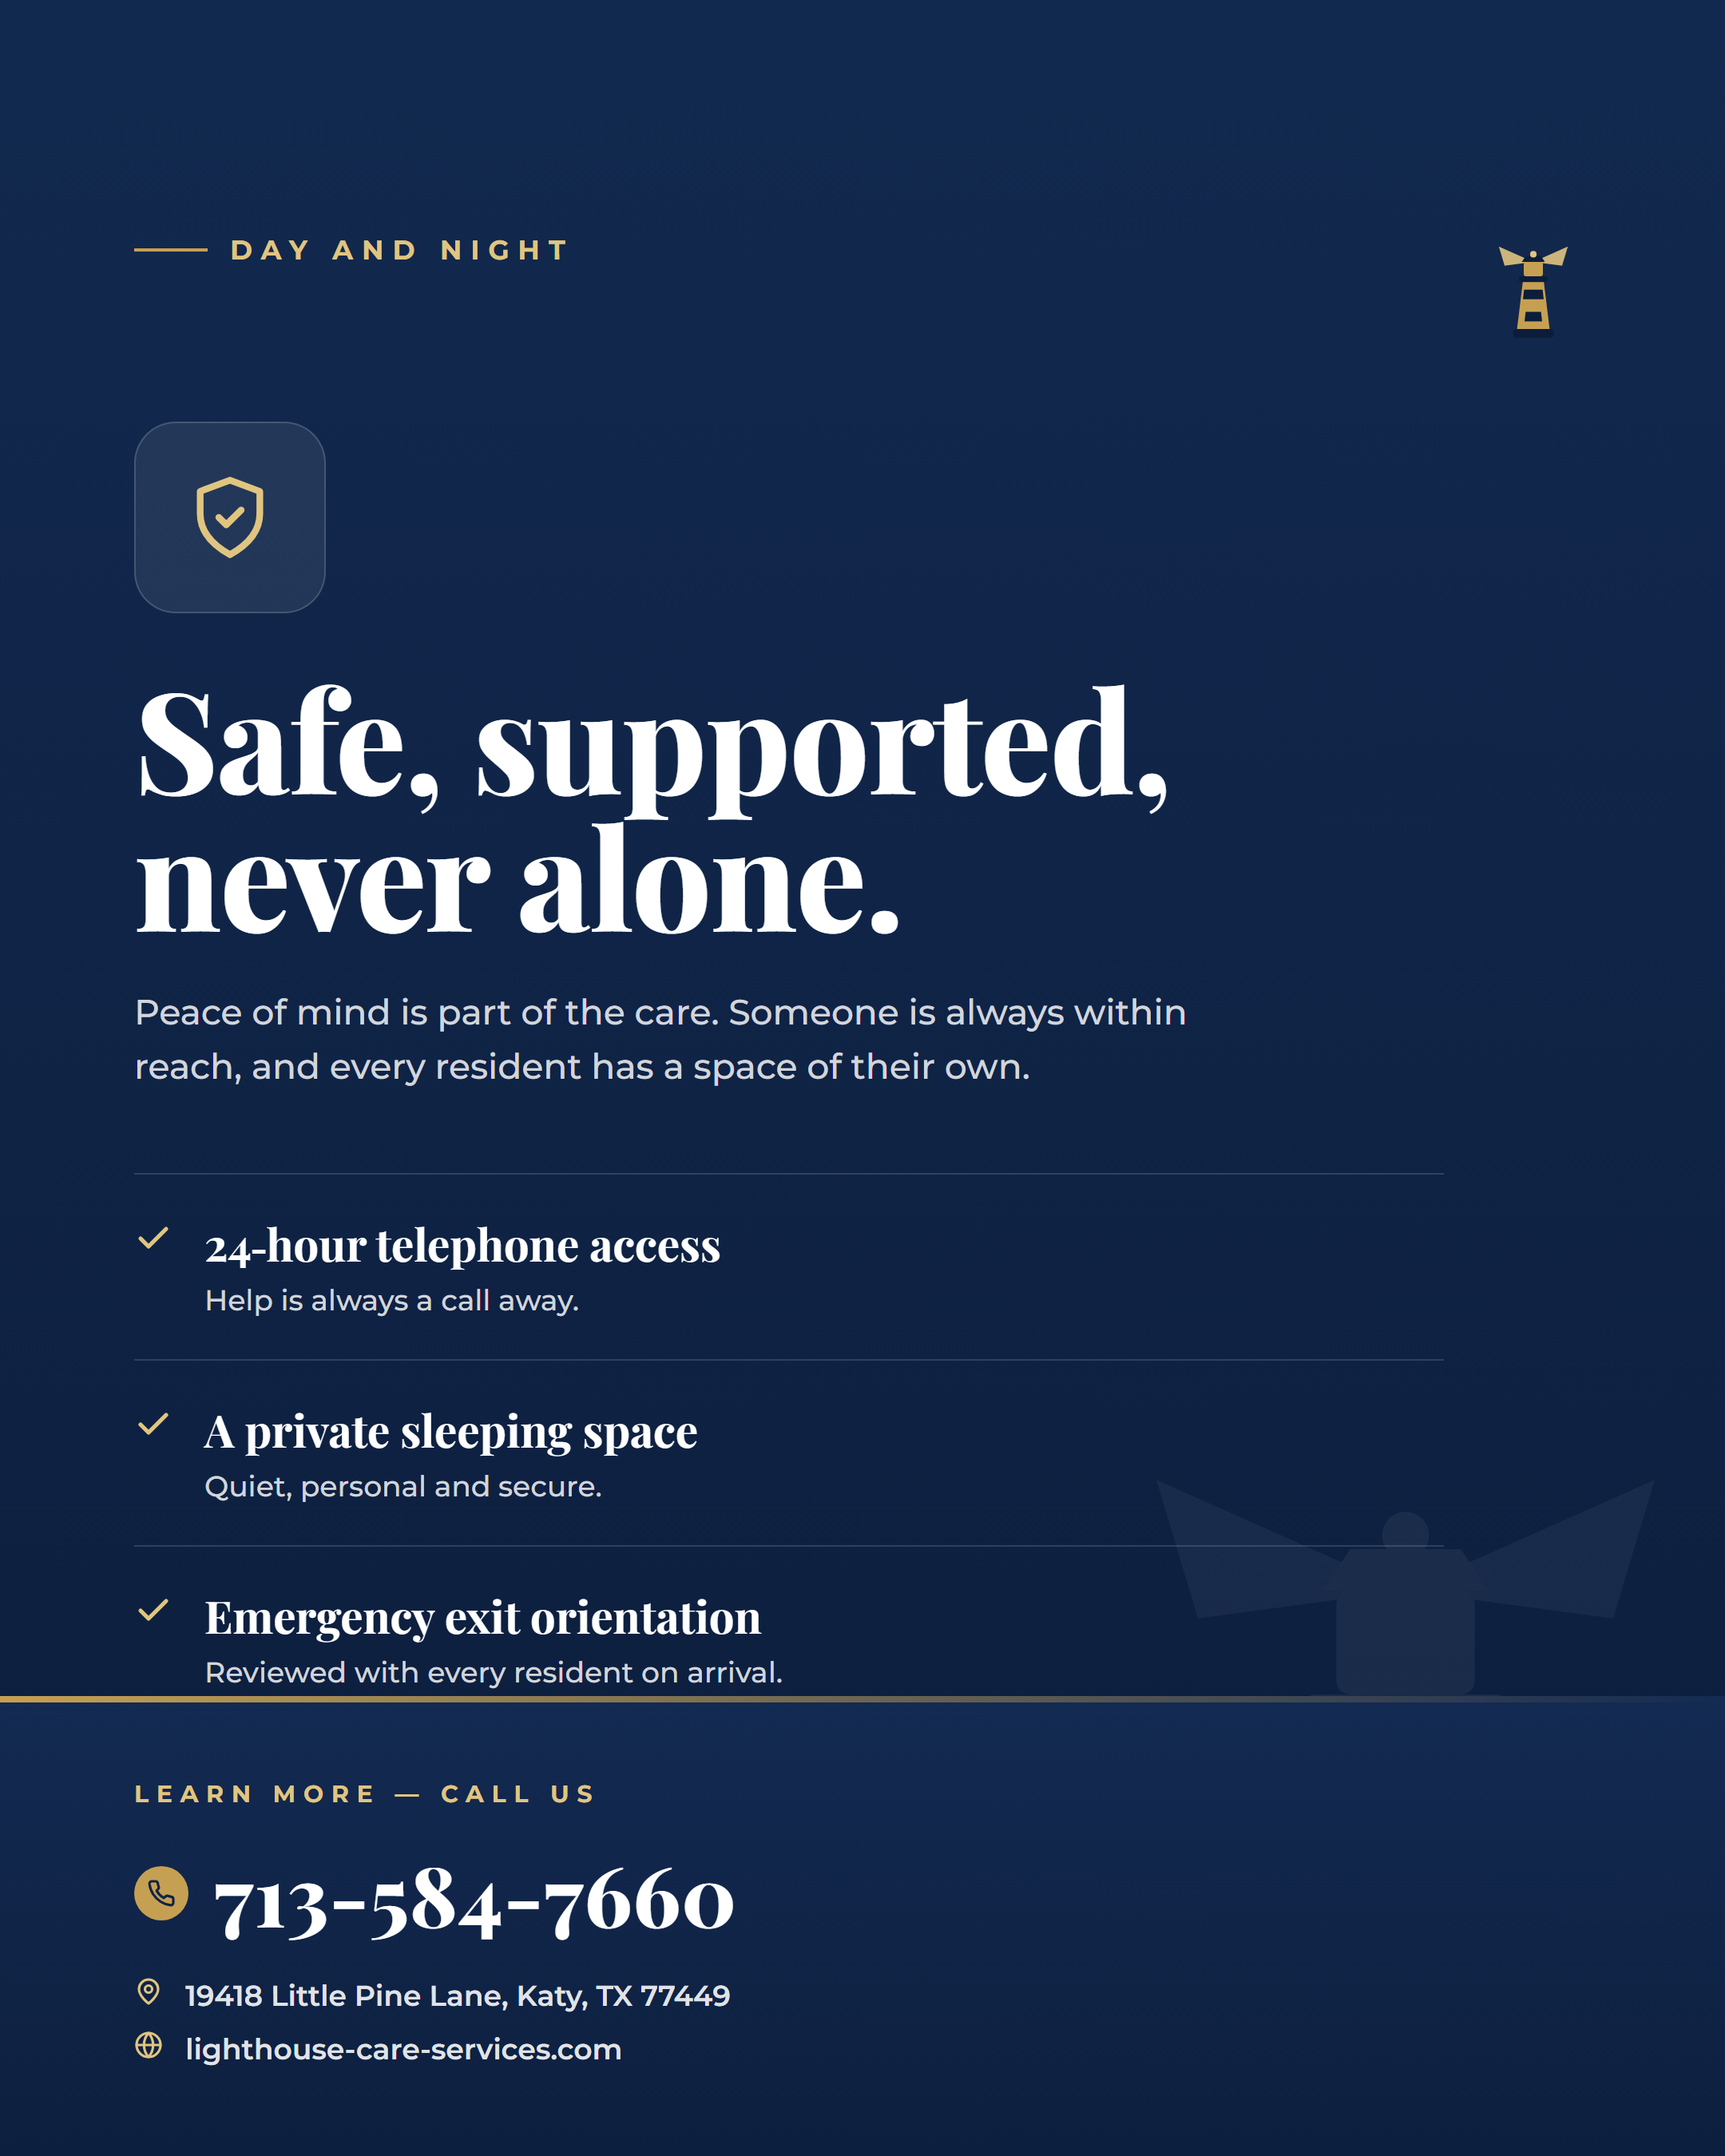 DAY AND NIGHT
Safe, supported,
never alone.
Peace of mind is part of the care. Someone is always within
reach, and every resident has a space of their own.
24-hour telephone access
Help is always a call away.
A private sleeping space
Quiet, personal and secure.
Emergency exit orientation
Reviewed with every resident on arrival.
LEARN MORE — CALL US
713-584-7660
19418 Little Pine Lane, Katy, TX 77449
lighthouse-care-services.com